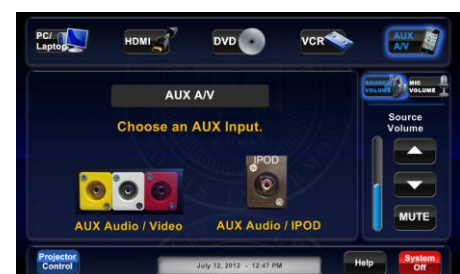 PC/
Laptop
HDMI
DVD
VCR
AUX
A/V
AUX A/V
Choose an AUX Input.
IPOD
AUX Audio / Video
AUX Audio / IPOD
SOURCE
VOLUME
MIC
VOLUME
Source
Volume
MUTE
Projector
Control
July 12, 2012 - 12:47 PM
Help
System
Off